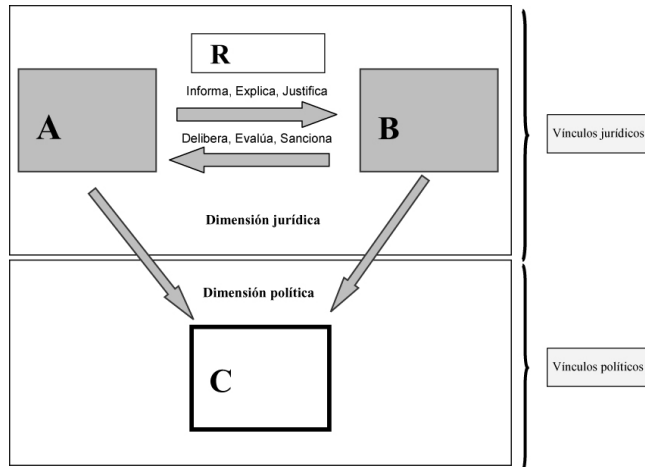 R
Informa, Explica, Justifica
A
B
Delibera, Evalúa, Sanciona
Vínculos jurídicos
Dimensión jurídica
Dimensión política
C
Vínculos políticos